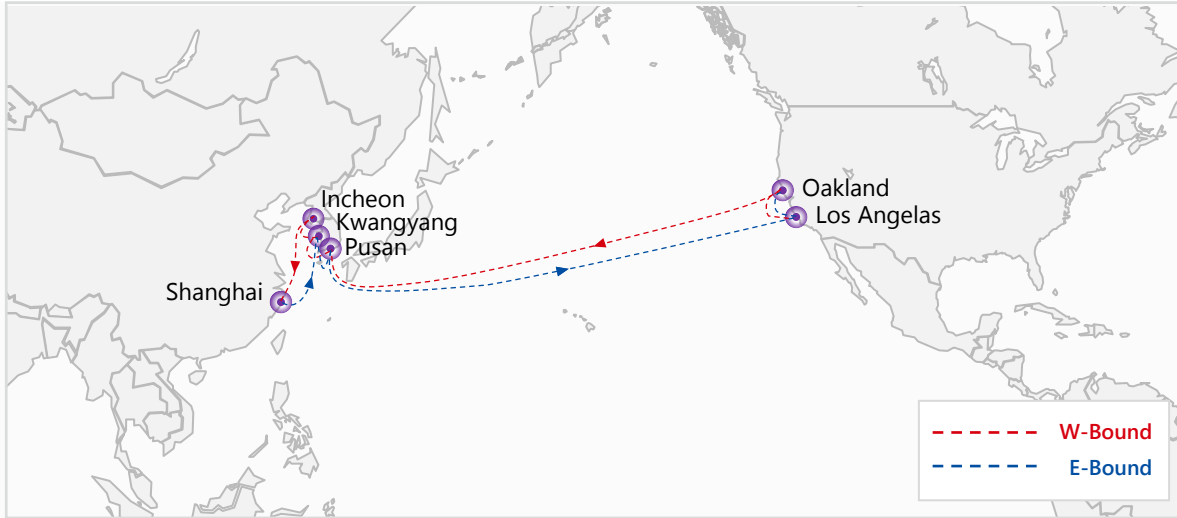 Incheon
Kwangyang
Pusan
Shanghai
Oakland
Los Angelas
W-Bound
E-Bound